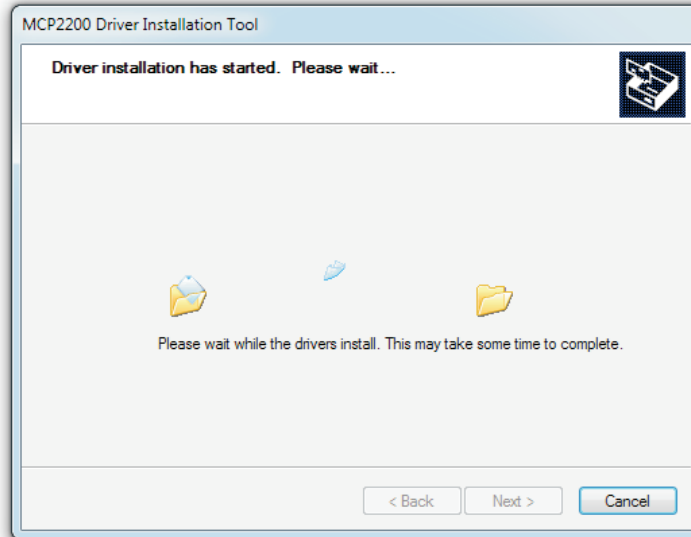 MCP2200 Driver Installation Tool
Driver installation has started.  Please wait...
Please wait while the drivers install. This may take some time to complete.
< Back
Next >
Cancel